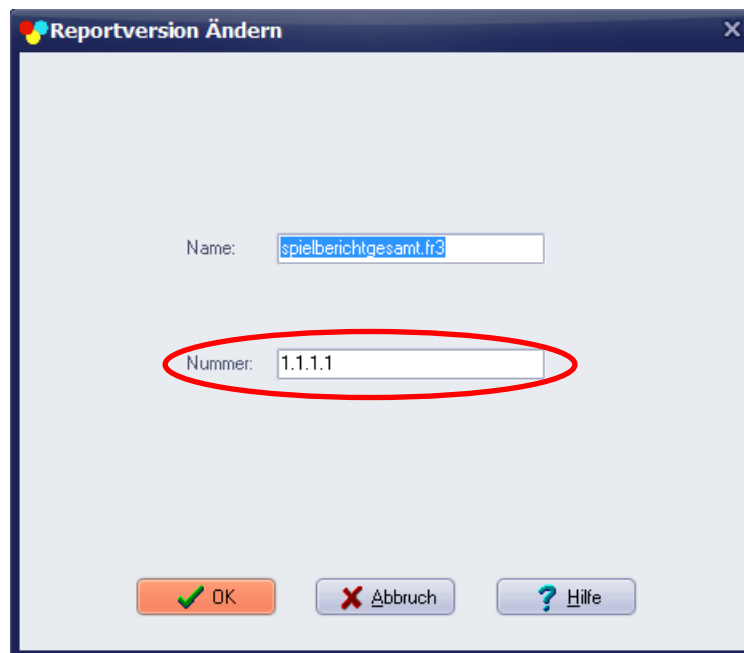 Reportversion Ändern
Name: spielberichtgesamt.fr3
Nummer: 1.1.1.1
OK Abbruch ? Hilfe